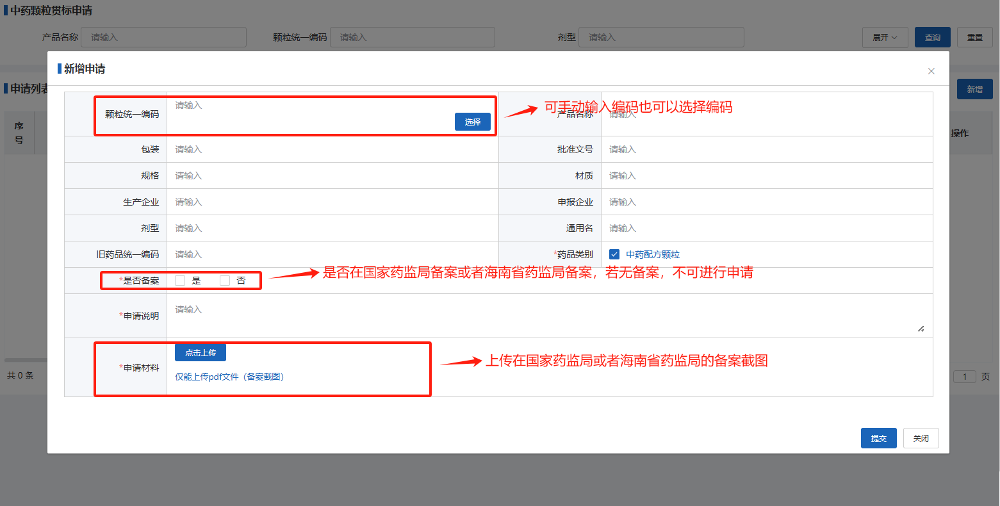 中药颗粒贯标申请
产品名称 请输入 颗粒统一编码 请输入 剂型 请输入 展开 查询 重置
新增申请
申请列表 新增
颗粒统一编码 请输入 选择 可手动输入编码也可以选择编码 产品名称 请输入
序号 操作
包装 请输入 批准文号 请输入
规格 请输入 材质 请输入
生产企业 请输入 申报企业 请输入
剂型 请输入 通用名 请输入
旧药品统一编码 请输入 *药品类别 中药配方颗粒
是否在国家药监局备案或者海南省药监局备案，若无备案，不可进行申请
*是否备案 是 否
*申请说明 请输入
点击上传
上传在国家药监局或者海南省药监局的备案截图
*申请材料
仅能上传pdf文件（备案截图）
共 0 条 1 页
提交 关闭